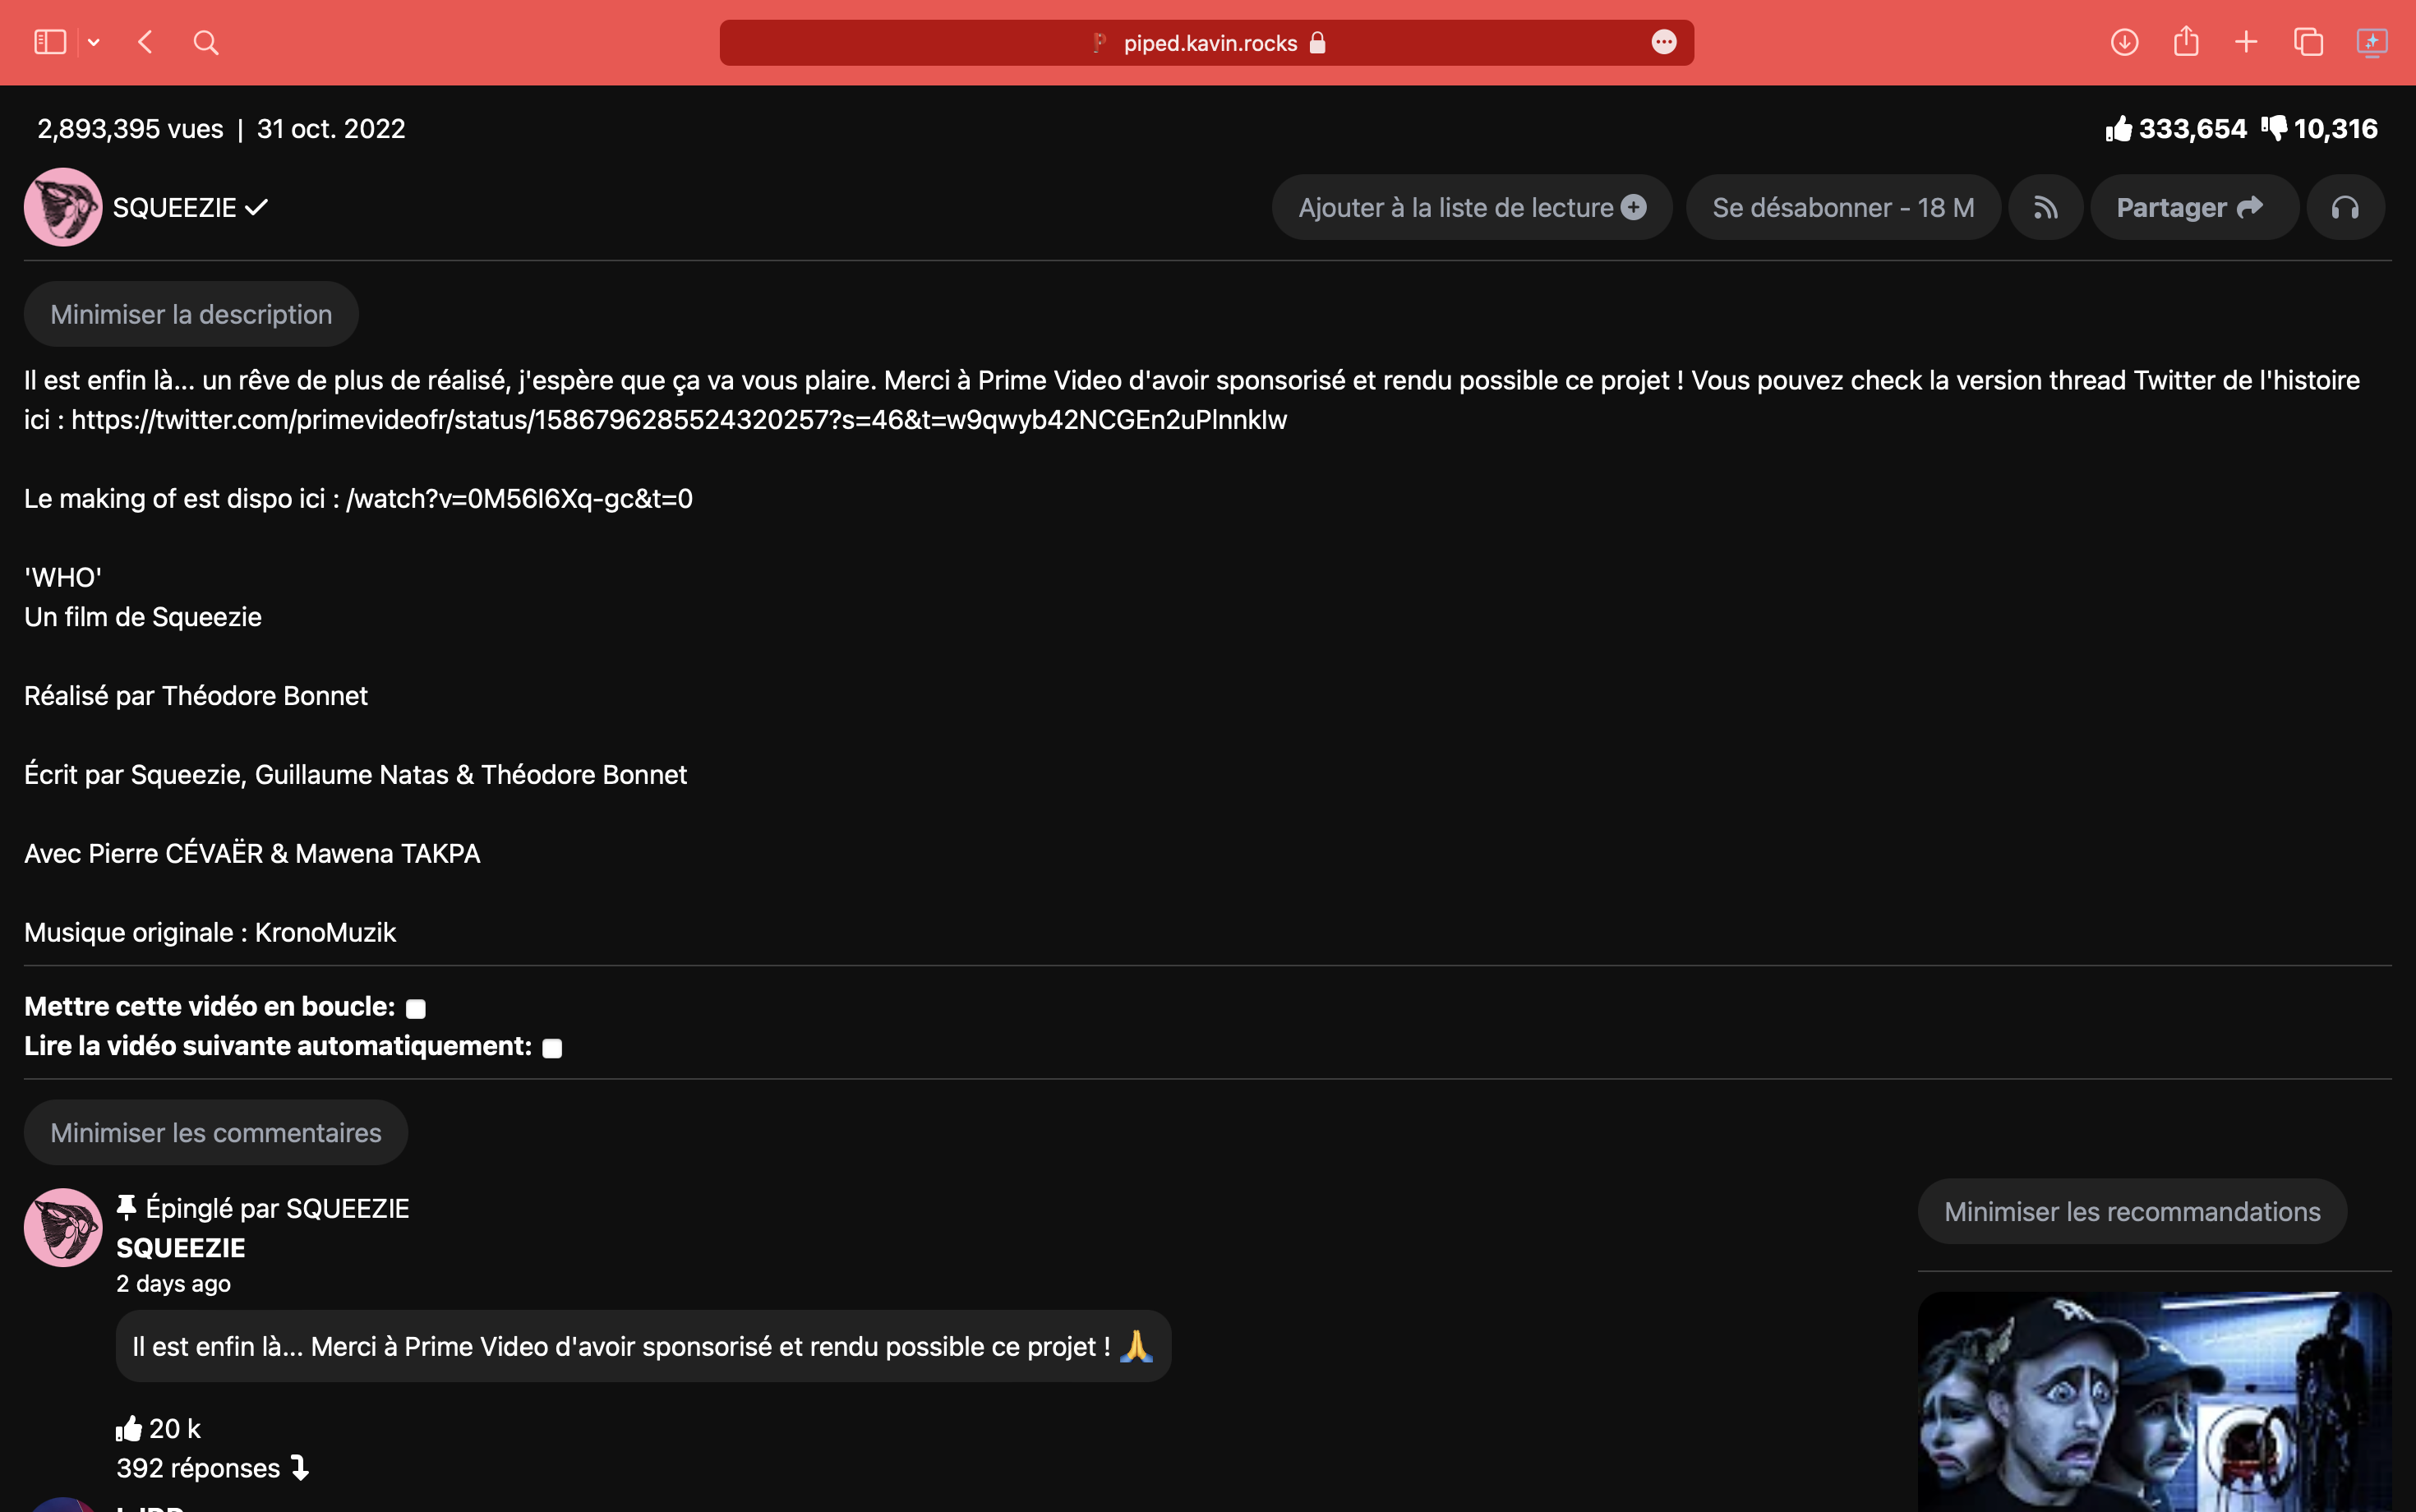 piped.kavin.rocks
2,893,395 vues | 31 oct. 2022
333,654 10,316
SQUEEZIE
Ajouter à la liste de lecture
Se désabonner - 18 M
Partager
Minimiser la description
Il est enfin là... un rêve de plus de réalisé, j'espère que ça va vous plaire. Merci à Prime Video d'avoir sponsorisé et rendu possible ce projet ! Vous pouvez check la version thread Twitter de l'histoire
ici : https://twitter.com/primevideofr/status/1586796285524320257?s=46&t=w9qwyb42NCGEn2uPlnnklw
Le making of est dispo ici : /watch?v=0M56I6Xq-gc&t=0
'WHO'
Un film de Squeezie
Réalisé par Théodore Bonnet
Écrit par Squeezie, Guillaume Natas & Théodore Bonnet
Avec Pierre CÉVAËR & Mawena TAKPA
Musique originale : KronoMuzik
Mettre cette vidéo en boucle:
Lire la vidéo suivante automatiquement:
Minimiser les commentaires
Épinglé par SQUEEZIE
SQUEEZIE
2 days ago
Il est enfin là... Merci à Prime Video d'avoir sponsorisé et rendu possible ce projet ! 🙏
20 k
392 réponses
Minimiser les recommandations